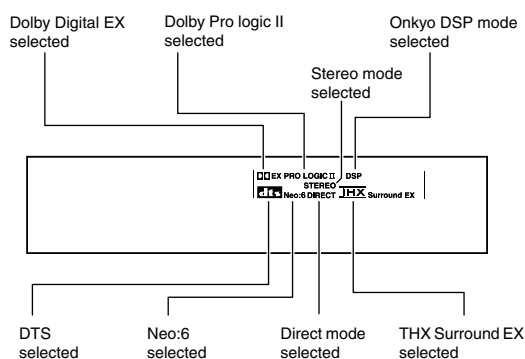 Dolby Digital EX
selected
Dolby Pro logic II
selected
Onkyo DSP mode
selected
Stereo mode
selected
EX PRO LOGIC II DSP
STEREO
dts Neo:6 DIRECT THX Surround EX
DTS
selected
Neo:6
selected
Direct mode
selected
THX Surround EX
selected